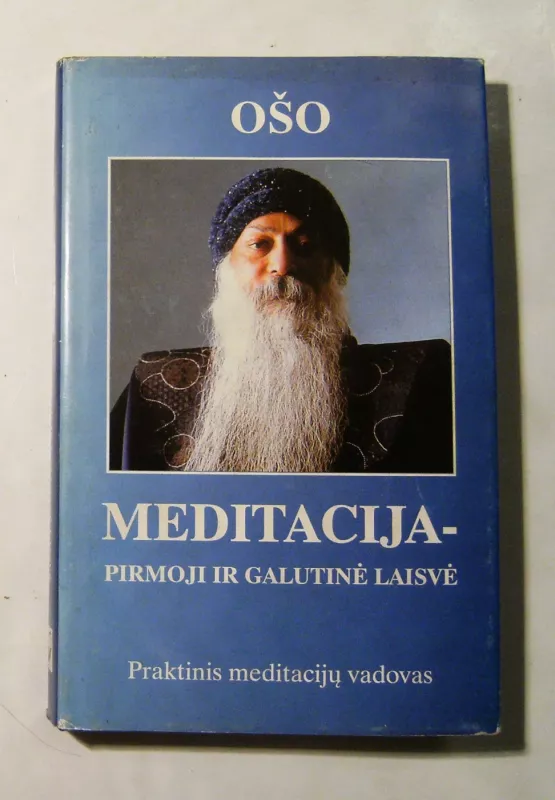 OŠO
MEDITACIJA-
PIRMOJI IR GALUTINĖ LAISVĖ
Praktinis meditacijų vadovas